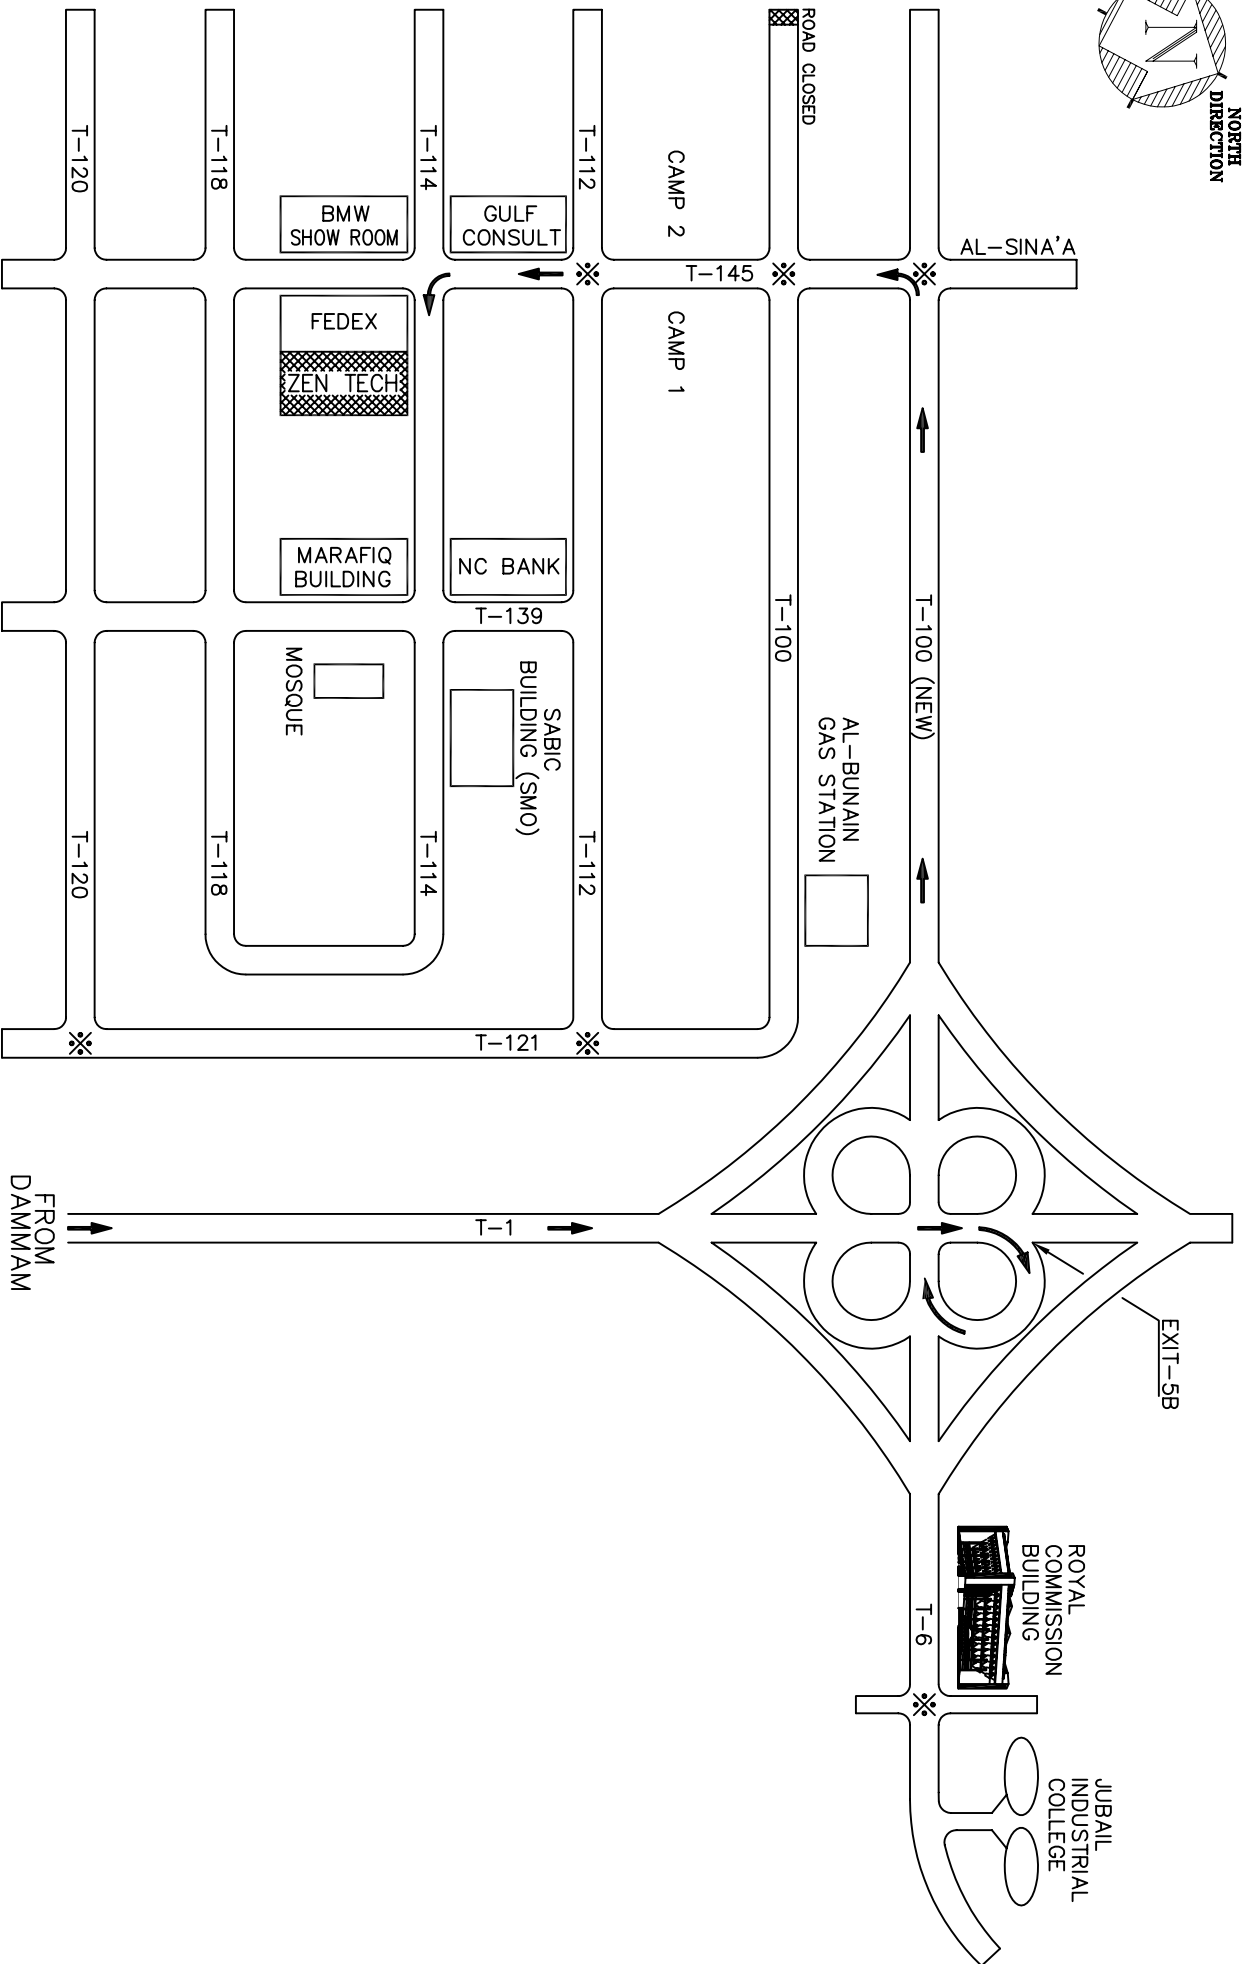 N
NORTH
DIRECTION
ROAD CLOSED
AL-SINA'A
T-120
T-118
T-114
T-112
CAMP 2
BMW
SHOW ROOM
GULF
CONSULT
T-145
FEDEX
ZEN TECH
CAMP 1
MARAFIQ
BUILDING
NC BANK
T-139
T-100
T-100 (NEW)
MOSQUE
SABIC
BUILDING (SMO)
AL-BUNAIN
GAS STATION
T-120
T-118
T-114
T-112
T-121
FROM
DAMMAM
T-1
EXIT-5B
ROYAL
COMMISSION
BUILDING
T-6
JUBAIL
INDUSTRIAL
COLLEGE